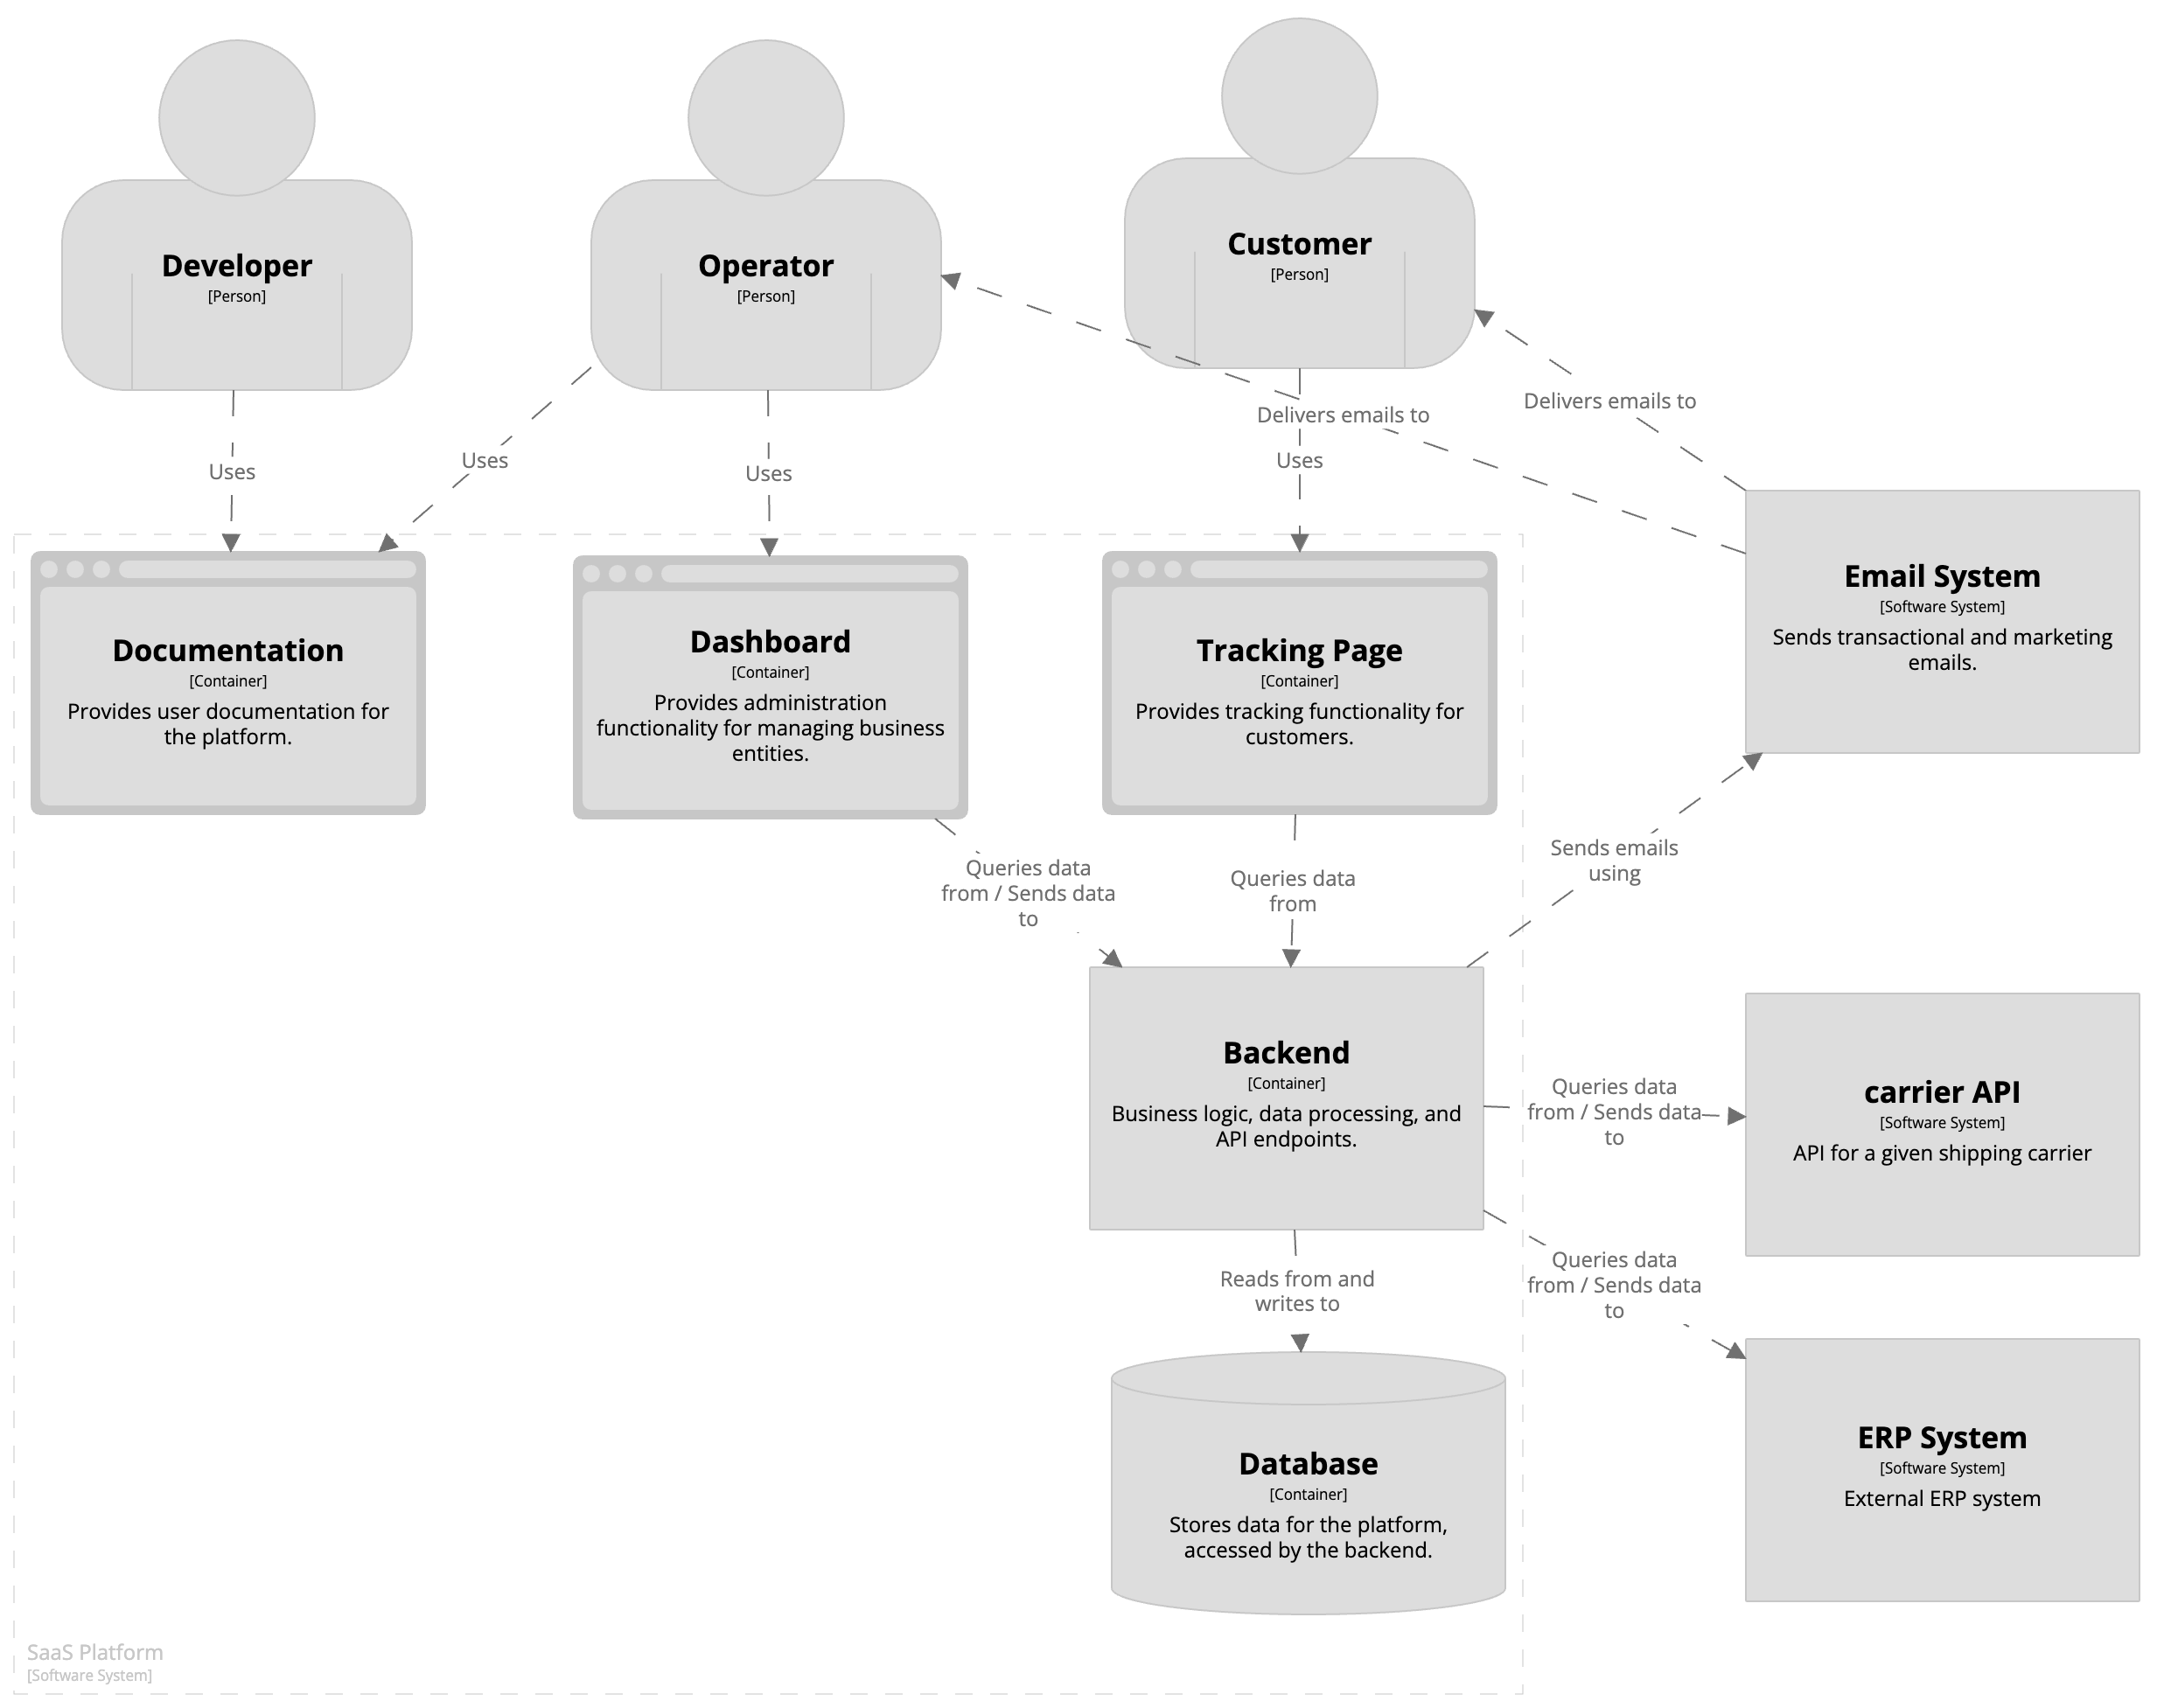 Developer
[Person]
Operator
[Person]
Customer
[Person]
Delivers emails to
Delivers emails to
Uses
Uses
Uses
Uses
Documentation
[Container]
Provides user documentation for
the platform.
Dashboard
[Container]
Provides administration
functionality for managing business
entities.
Tracking Page
[Container]
Provides tracking functionality for
customers.
Email System
[Software System]
Sends transactional and marketing
emails.
Queries data
from / Sends data
to
Queries data
from
Sends emails
using
Backend
[Container]
Business logic, data processing, and
API endpoints.
Queries data
from / Sends data
to
carrier API
[Software System]
API for a given shipping carrier
Reads from and
writes to
Queries data
from / Sends data
to
Database
[Container]
Stores data for the platform,
accessed by the backend.
ERP System
[Software System]
External ERP system
SaaS Platform
[Software System]